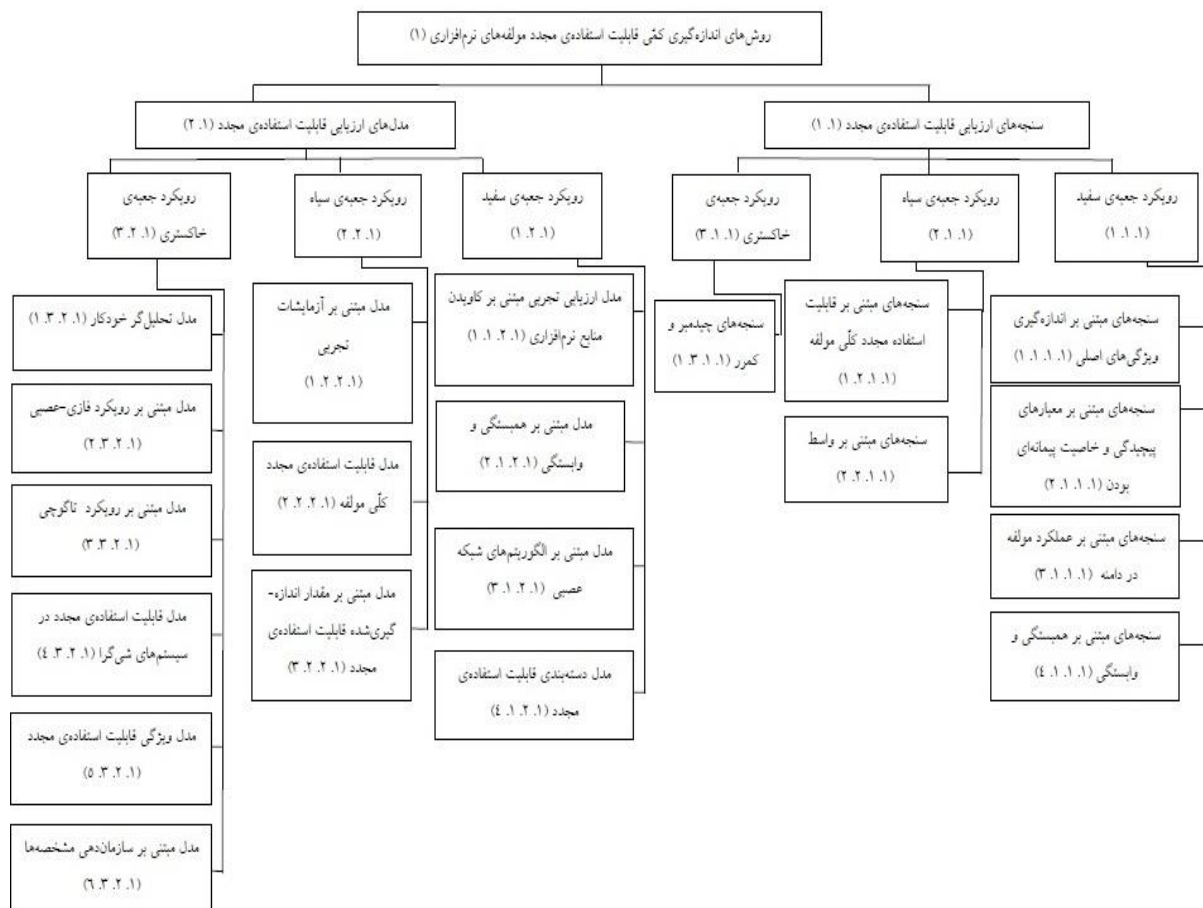 روش‌های اندازه‌گیری کمّی قابلیت استفاده‌ی مجدد مولفه‌های نرم‌افزاری (۱)
سنجه‌های ارزیابی قابلیت استفاده‌ی مجدد (۱. ۱)
مدل‌های ارزیابی قابلیت استفاده‌ی مجدد (۱. ۲)
رویکرد جعبه‌ی سفید
(۱. ۱. ۱)
رویکرد جعبه‌ی سیاه
(۱. ۱. ۲)
رویکرد جعبه‌ی
خاکستری (۱. ۱. ۳)
رویکرد جعبه‌ی سفید
(۱. ۲. ۱)
رویکرد جعبه‌ی سیاه
(۱. ۲. ۲)
رویکرد جعبه‌ی
خاکستری (۱. ۲. ۳)
سنجه‌های مبتنی بر اندازه‌گیری
ویژگی‌های اصلی (۱. ۱. ۱. ۱)
سنجه‌های مبتنی بر معیارهای
پیچیدگی و خاصیت پیمانه‌ای
بودن (۱. ۱. ۱. ۲)
سنجه‌های مبتنی بر عملکرد مولفه
در دامنه (۱. ۱. ۱. ۳)
سنجه‌های مبتنی بر همبستگی و
وابستگی (۱. ۱. ۱. ٤)
سنجه‌های مبتنی بر قابلیت
استفاده مجدد کلّی مولفه
(۱. ۱. ۲. ۱)
سنجه‌های مبتنی بر واسط
(۱. ۱. ۲. ۲)
سنجه‌های چیدمبر و
کمرر (۱. ۱. ۳. ۱)
مدل ارزیابی تجربی مبتنی بر کاویدن
منابع نرم‌افزاری (۱. ۲. ۱. ۱)
مدل مبتنی بر همبستگی و
وابستگی (۱. ۲. ۱. ۲)
مدل مبتنی بر الگوریتم‌های شبکه
عصبی (۱. ۲. ۱. ۳)
مدل دسته‌بندی قابلیت استفاده‌ی
مجدد (۱. ۲. ۱. ٤)
مدل مبتنی بر آزمایشات
تجربی
(۱. ۲. ۲. ۱)
مدل قابلیت استفاده‌ی مجدد
کلّی مولفه (۱. ۲. ۲. ۲)
مدل مبتنی بر مقدار اندازه-
گیری‌شده قابلیت استفاده‌ی
مجدد (۱. ۲. ۲. ۳)
مدل تحلیل‌گر خودکار (۱. ۲. ۳. ۱)
مدل مبتنی بر رویکرد فازی-عصبی
(۱. ۲. ۳. ۲)
مدل مبتنی بر رویکرد تاگوچی
(۱. ۲. ۳. ۳)
مدل قابلیت استفاده‌ی مجدد در
سیستم‌های شی‌گرا (۱. ۲. ۳. ٤)
مدل ویژگی قابلیت استفاده‌ی مجدد
(۱. ۲. ۳. ۵)
مدل مبتنی بر سازمان‌دهی مشخصه‌ها
(۱. ۲. ۳. ٦)